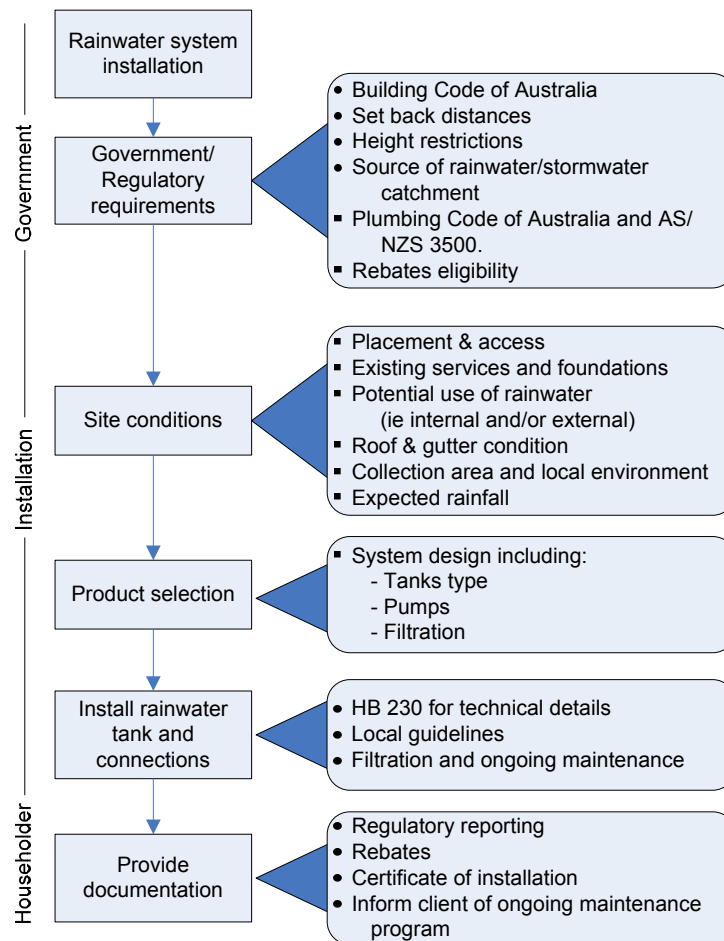 Rainwater system
installation
Government/
Regulatory
requirements
• Building Code of Australia
• Set back distances
• Height restrictions
• Source of rainwater/stormwater
catchment
▪ Plumbing Code of Australia and AS/
NZS 3500.
▪ Rebates eligibility
Government
Site conditions
▪ Placement & access
▪ Existing services and foundations
▪ Potential use of rainwater
(ie internal and/or external)
▪ Roof & gutter condition
▪ Collection area and local environment
▪ Expected rainfall
Installation
Product selection
▪ System design including:
- Tanks type
- Pumps
- Filtration
Install rainwater
tank and
connections
• HB 230 for technical details
• Local guidelines
• Filtration and ongoing maintenance
Householder
Provide
documentation
• Regulatory reporting
• Rebates
• Certificate of installation
• Inform client of ongoing maintenance
program